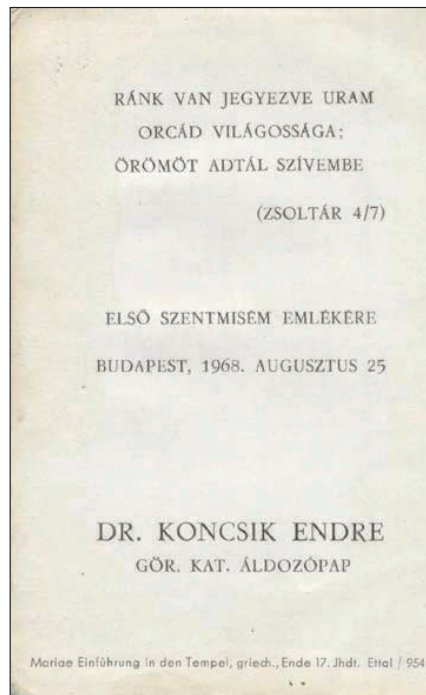 RÁNK VAN JEGYEZVE URAM
ORCÁD VILÁGOSSÁGA;
ÖRÖMÖT ADTÁL SZÍVEMBE
(ZSOLTÁR 4/7)
ELSŐ SZENTMISÉM EMLÉKÉRE
BUDAPEST, 1968. AUGUSZTUS 25
DR. KONCSIK ENDRE
GÖR. KAT. ÁLDOZÓPAP
Mariae Einführung in den Tempel, griech., Ende 17. Jhdt. Ettal / 954